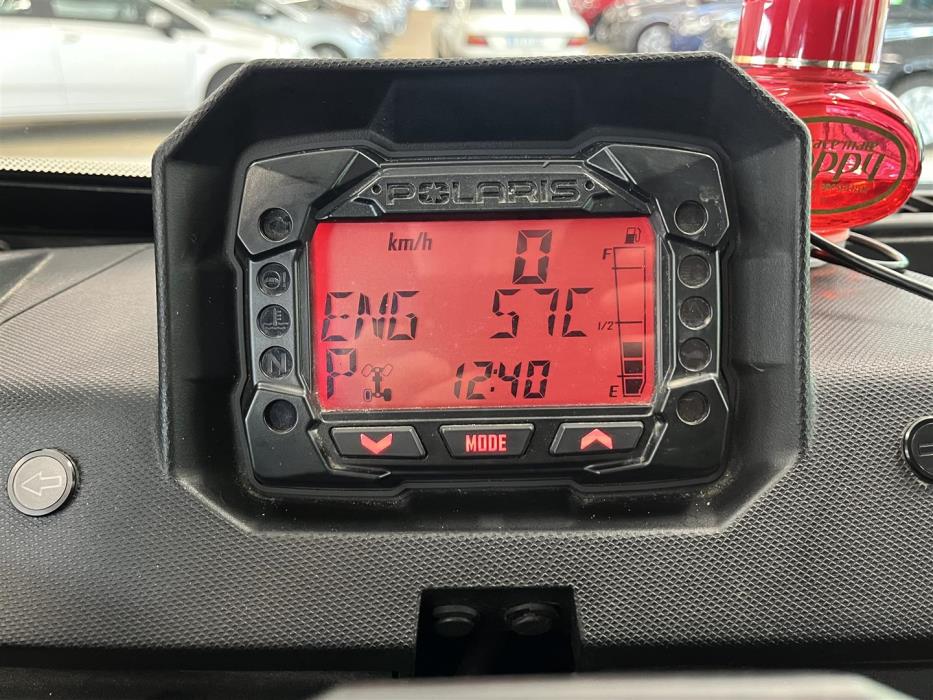 POLARIS
km/h 0
F
ENG 57C
1/2
P 12:40
E
N
MODE